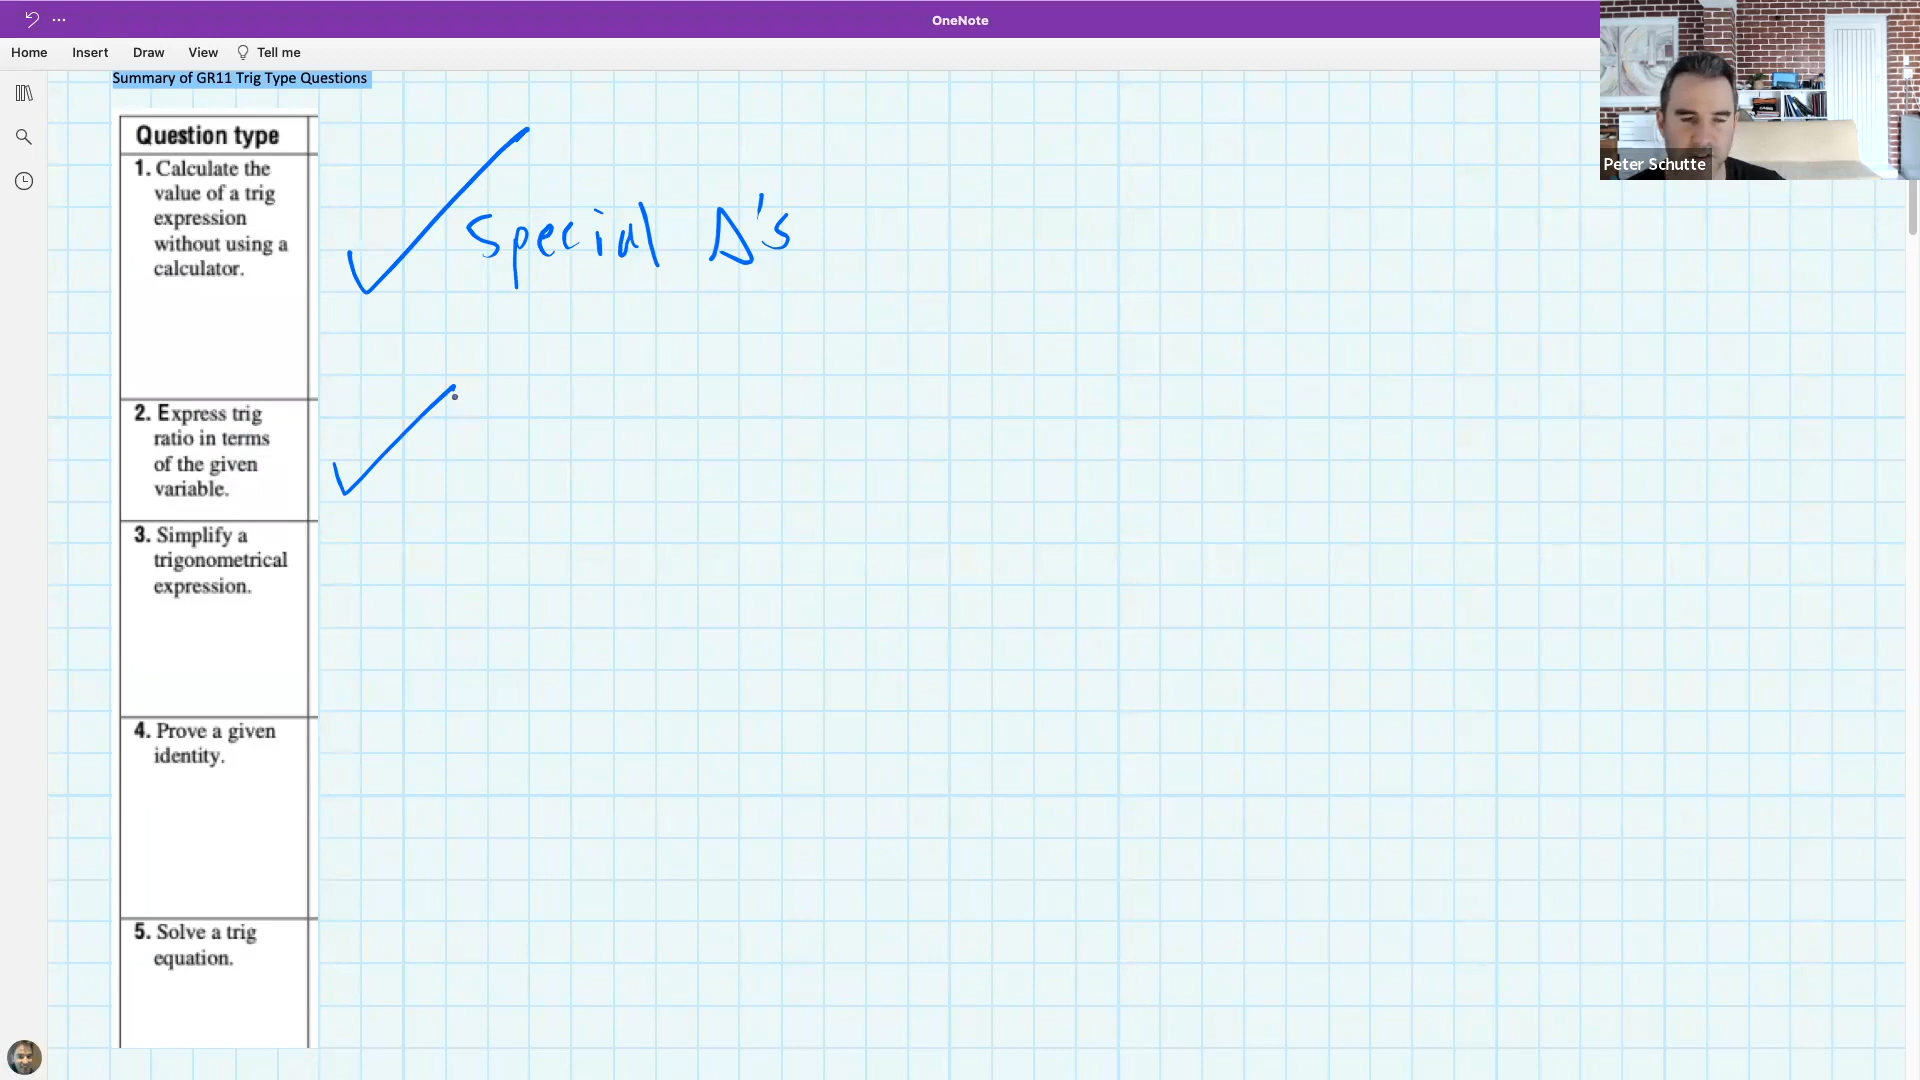 OneNote
Home Insert Draw View Tell me
Summary of GR11 Trig Type Questions
Peter Schutte
Question type
1. Calculate the
value of a trig
expression
without using a
calculator.
Special Δ's
2. Express trig
ratio in terms
of the given
variable.
3. Simplify a
trigonometrical
expression.
4. Prove a given
identity.
5. Solve a trig
equation.